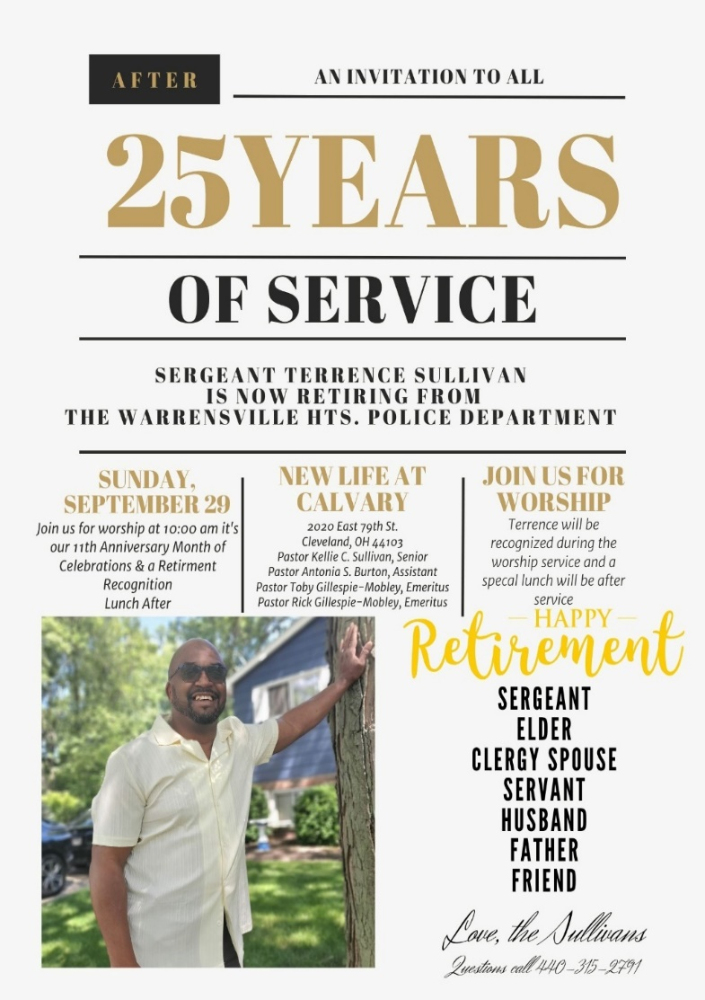 AFTER
AN INVITATION TO ALL
25YEARS
OF SERVICE
SERGEANT TERRENCE SULLIVAN
IS NOW RETIRING FROM
THE WARRENSVILLE HTS. POLICE DEPARTMENT
SUNDAY,
SEPTEMBER 29
Join us for worship at 10:00 am it's
our 11th Anniversary Month of
Celebrations & a Retirment
Recognition
Lunch After
NEW LIFE AT
CALVARY
2020 East 79th St.
Cleveland, OH 44103
Pastor Kellie C. Sullivan, Senior
Pastor Antonia S. Burton, Assistant
Pastor Toby Gillespie-Mobley, Emeritus
Pastor Rick Gillespie-Mobley, Emeritus
JOIN US FOR
WORSHIP
Terrence will be
recognized during the
worship service and a
specal lunch will be after
service
HAPPY
Retirement
SERGEANT
ELDER
CLERGY SPOUSE
SERVANT
HUSBAND
FATHER
FRIEND
Love, the Sullivans
Questions call 440-315-2791